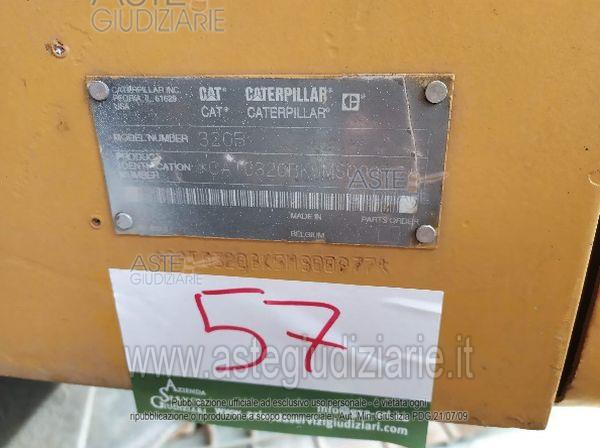 ASTE
GIUDIZIARIE®
CATERPILLAR INC.
PEORIA, IL 61629
USA
CAT CATERPILLAR
CAT® CATERPILLAR®
MODEL NUMBER 320B
PRODUCT
IDENTIFICATION
NUMBER
ASTE
MADE IN
BELGIUM
PARTS ORDER
ASTE
GIUDIZIARIE
57
www.astegiudiziarie.it
AZIENDA
Pubblicazione ufficiale ad esclusivo uso personale - è vietata ogni
ripubblicazione o riproduzione a scopo commerciale - Aut. Min. Giustizia PDG 21/07/09